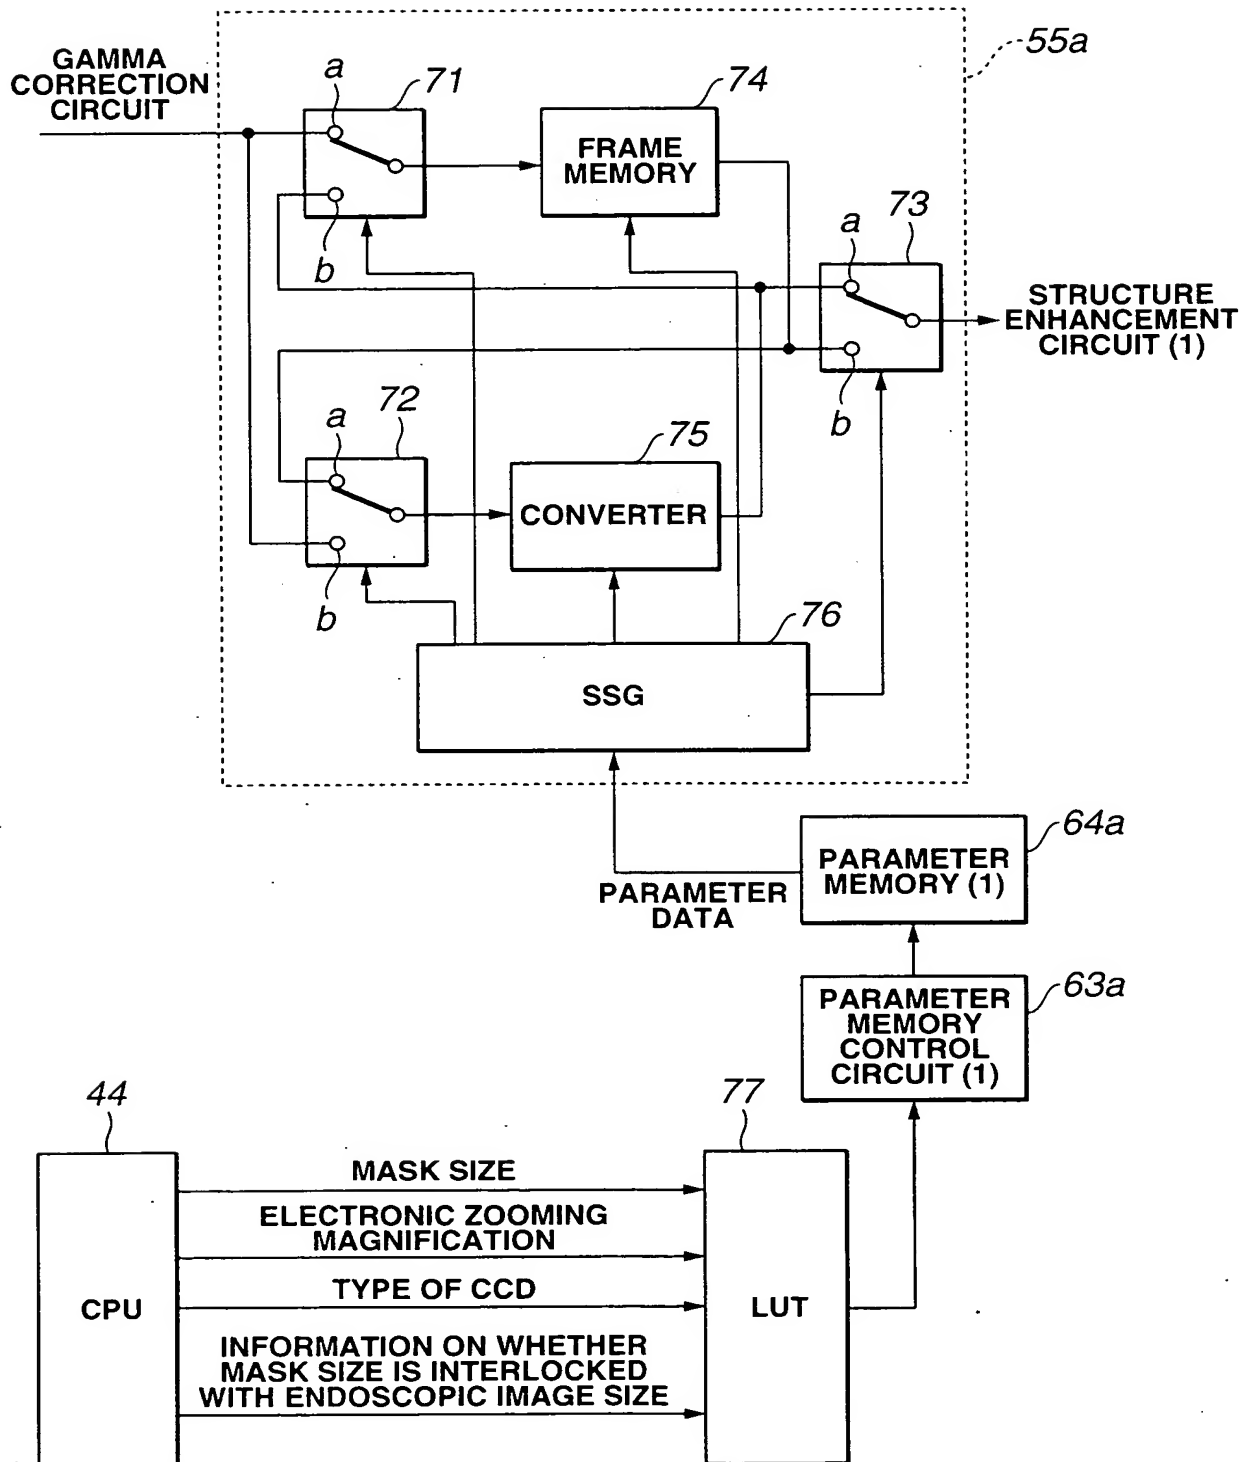 55a
GAMMA
CORRECTION
CIRCUIT
a
71
74
FRAME
MEMORY
b
a
73
STRUCTURE
ENHANCEMENT
CIRCUIT (1)
b
a
72
75
CONVERTER
b
76
SSG
64a
PARAMETER
MEMORY (1)
PARAMETER
DATA
63a
PARAMETER
MEMORY
CONTROL
CIRCUIT (1)
44
77
MASK SIZE
ELECTRONIC ZOOMING
MAGNIFICATION
TYPE OF CCD
CPU
LUT
INFORMATION ON WHETHER
MASK SIZE IS INTERLOCKED
WITH ENDOSCOPIC IMAGE SIZE